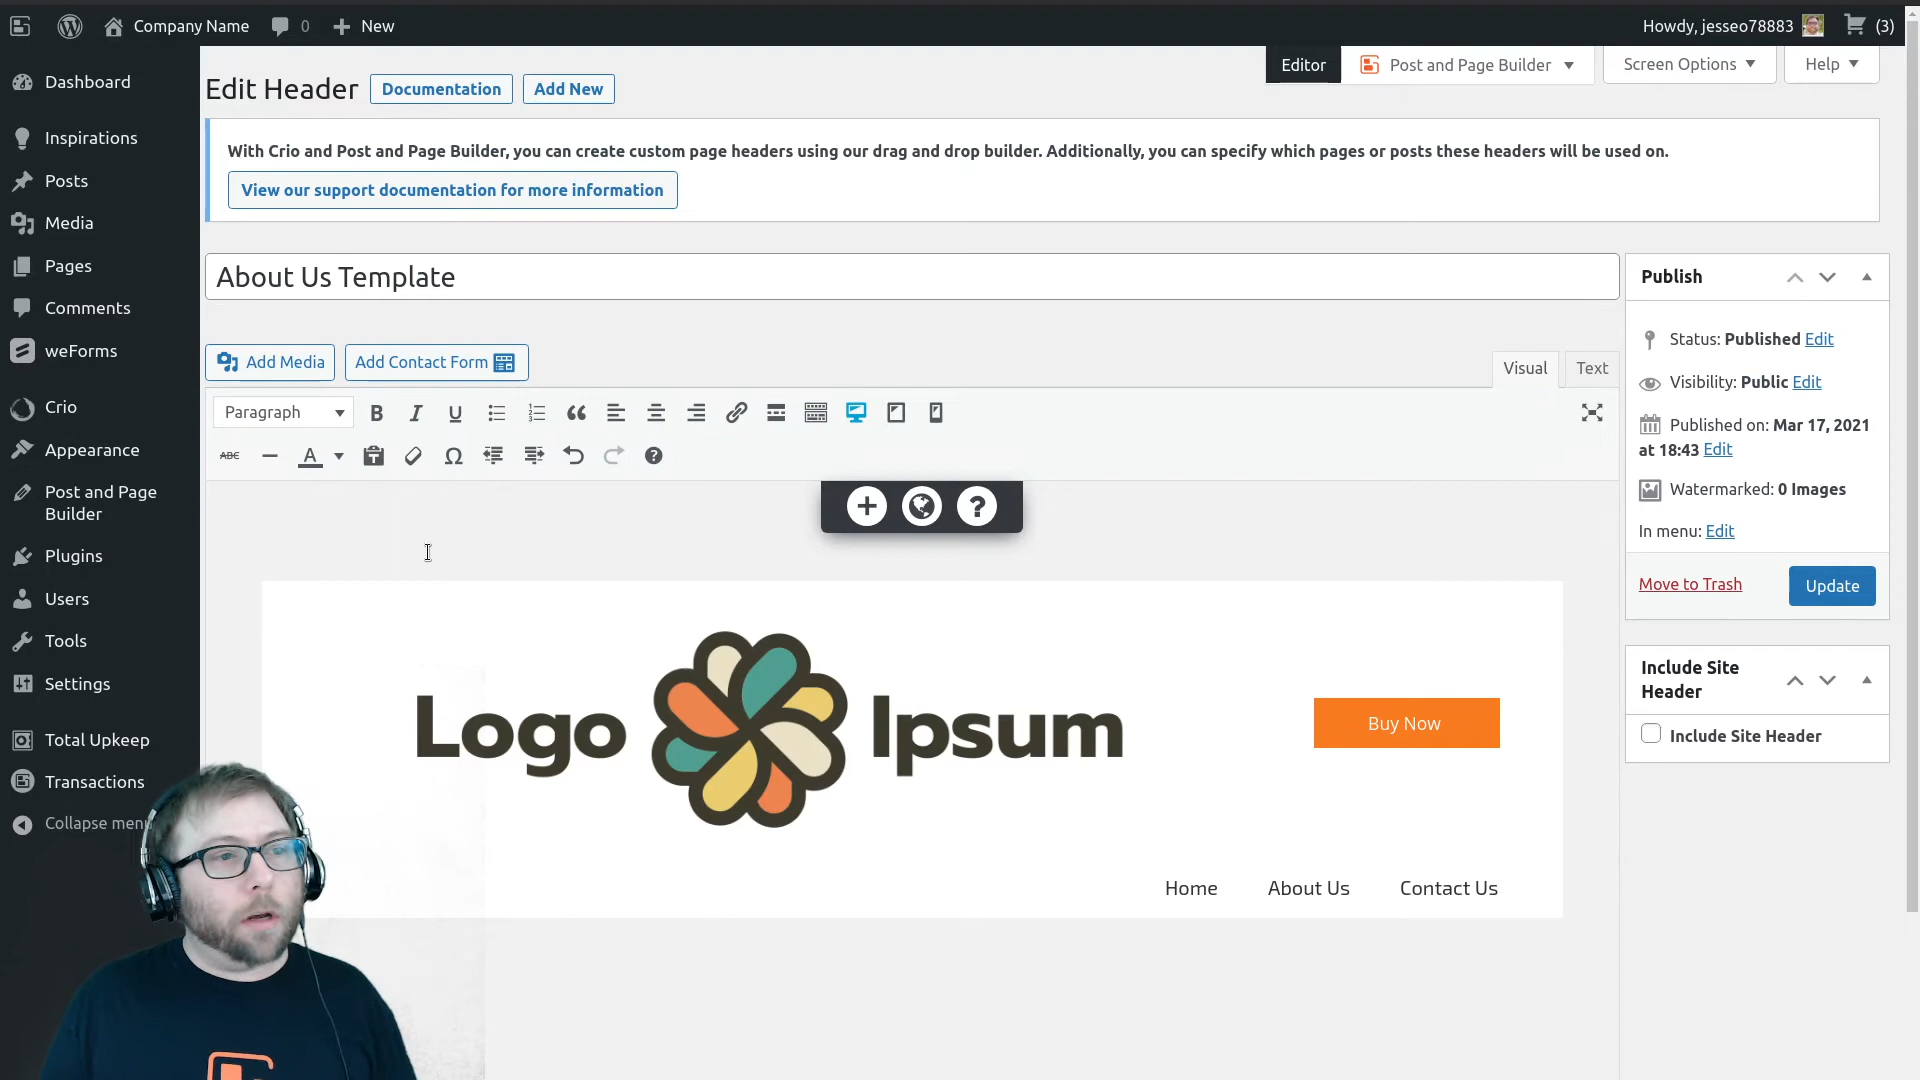 Company Name
0
New
Howdy, jesseo78883
(3)
Dashboard
Inspirations
Posts
Media
Pages
Comments
weForms
Crio
Appearance
Post and Page
Builder
Plugins
Users
Tools
Settings
Total Upkeep
Transactions
Collapse menu
Edit Header
Documentation
Add New
Editor
Post and Page Builder
Screen Options
Help
With Crio and Post and Page Builder, you can create custom page headers using our drag and drop builder. Additionally, you can specify which pages or posts these headers will be used on.
View our support documentation for more information
About Us Template
Add Media
Add Contact Form
Visual
Text
Paragraph
B
I
U
ABC
A
Ω
Logo Ipsum
Buy Now
Home
About Us
Contact Us
Publish
Status: Published Edit
Visibility: Public Edit
Published on: Mar 17, 2021
at 18:43 Edit
Watermarked: 0 Images
In menu: Edit
Move to Trash
Update
Include Site
Header
Include Site Header